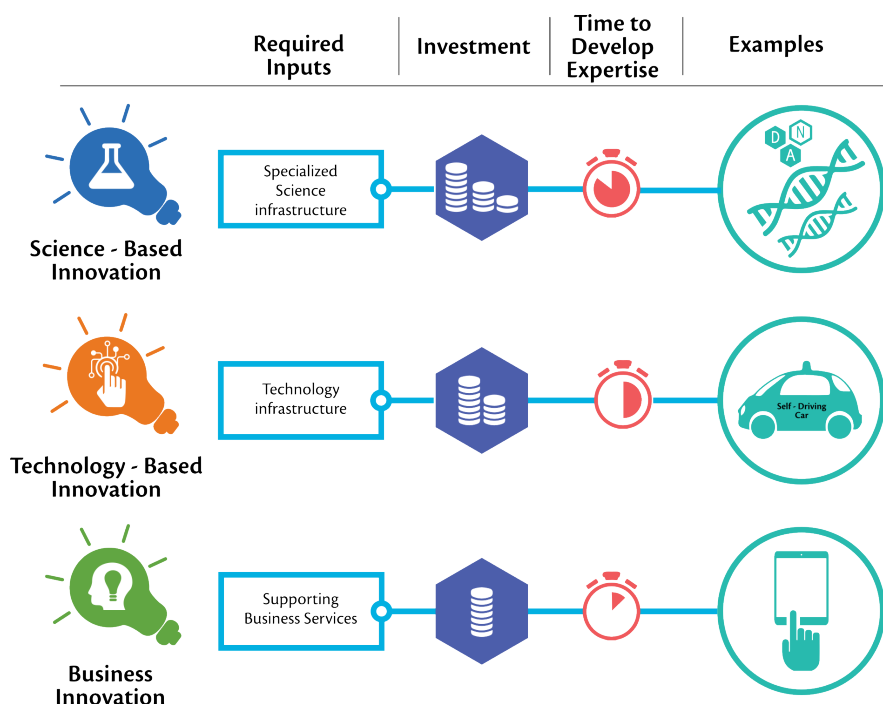 Required
Inputs
Investment
Time to
Develop
Expertise
Examples
Science - Based
Innovation
Specialized
Science
infrastructure
D
N
A
Technology - Based
Innovation
Technology
infrastructure
Self - Driving
Car
Business
Innovation
Supporting
Business Services